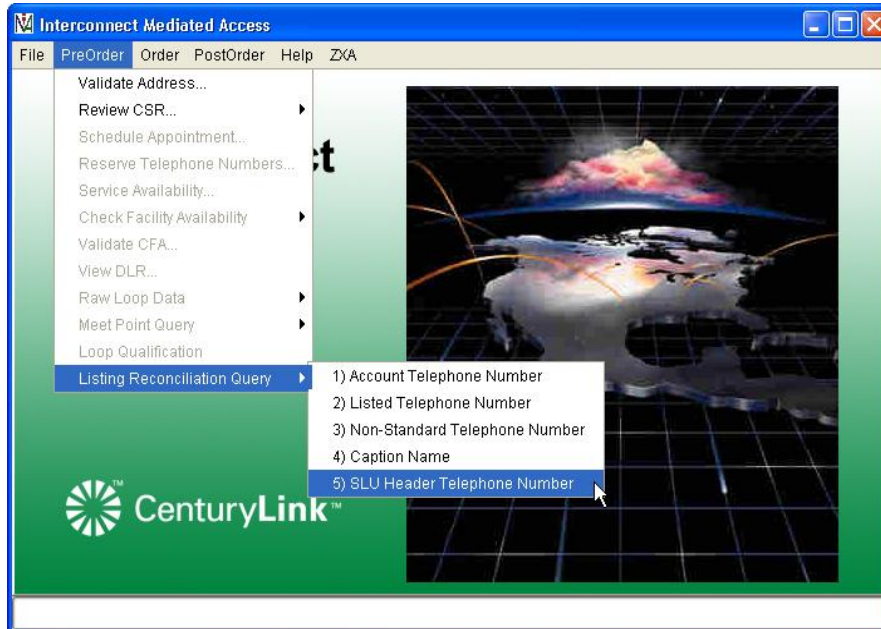 Interconnect Mediated Access
File PreOrder Order PostOrder Help ZXA
Validate Address...
Review CSR...
Schedule Appointment...
Reserve Telephone Numbers...
Service Availability...
Check Facility Availability
Validate CFA...
View DLR...
Raw Loop Data
Meet Point Query
Loop Qualification
Listing Reconciliation Query
1) Account Telephone Number
2) Listed Telephone Number
3) Non-Standard Telephone Number
4) Caption Name
5) SLU Header Telephone Number
ct
CenturyLink™